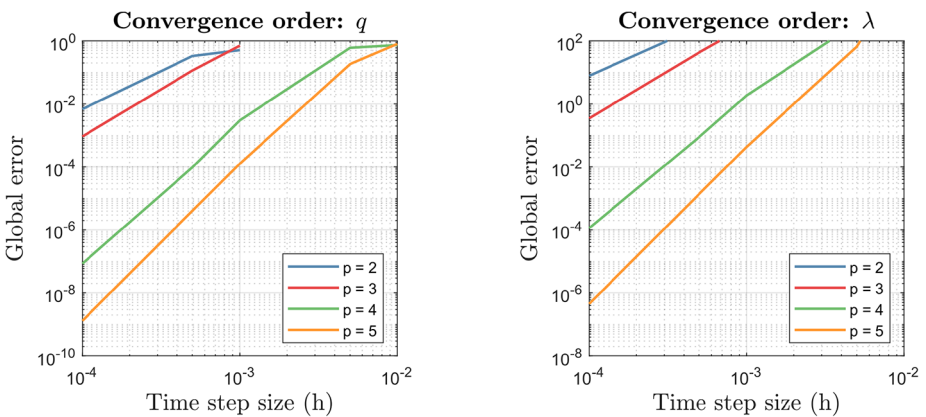 Convergence order: q
Global error
10^0
10^-2
10^-4
10^-6
10^-8
10^-10
p = 2
p = 3
p = 4
p = 5
10^-4
10^-3
10^-2
Time step size (h)
Convergence order: λ
Global error
10^2
10^0
10^-2
10^-4
10^-6
10^-8
p = 2
p = 3
p = 4
p = 5
10^-4
10^-3
10^-2
Time step size (h)